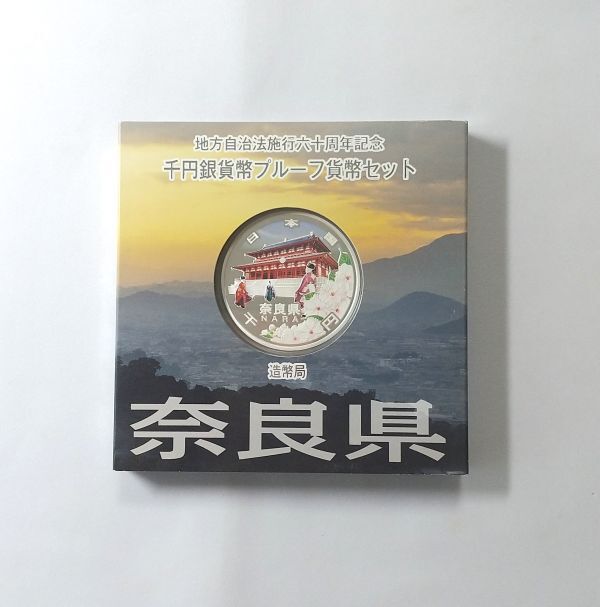 地方自治法施行六十周年記念
千円銀貨幣プルーフ貨幣セット
日本国
奈良県
NARA
千円
造幣局
奈良県